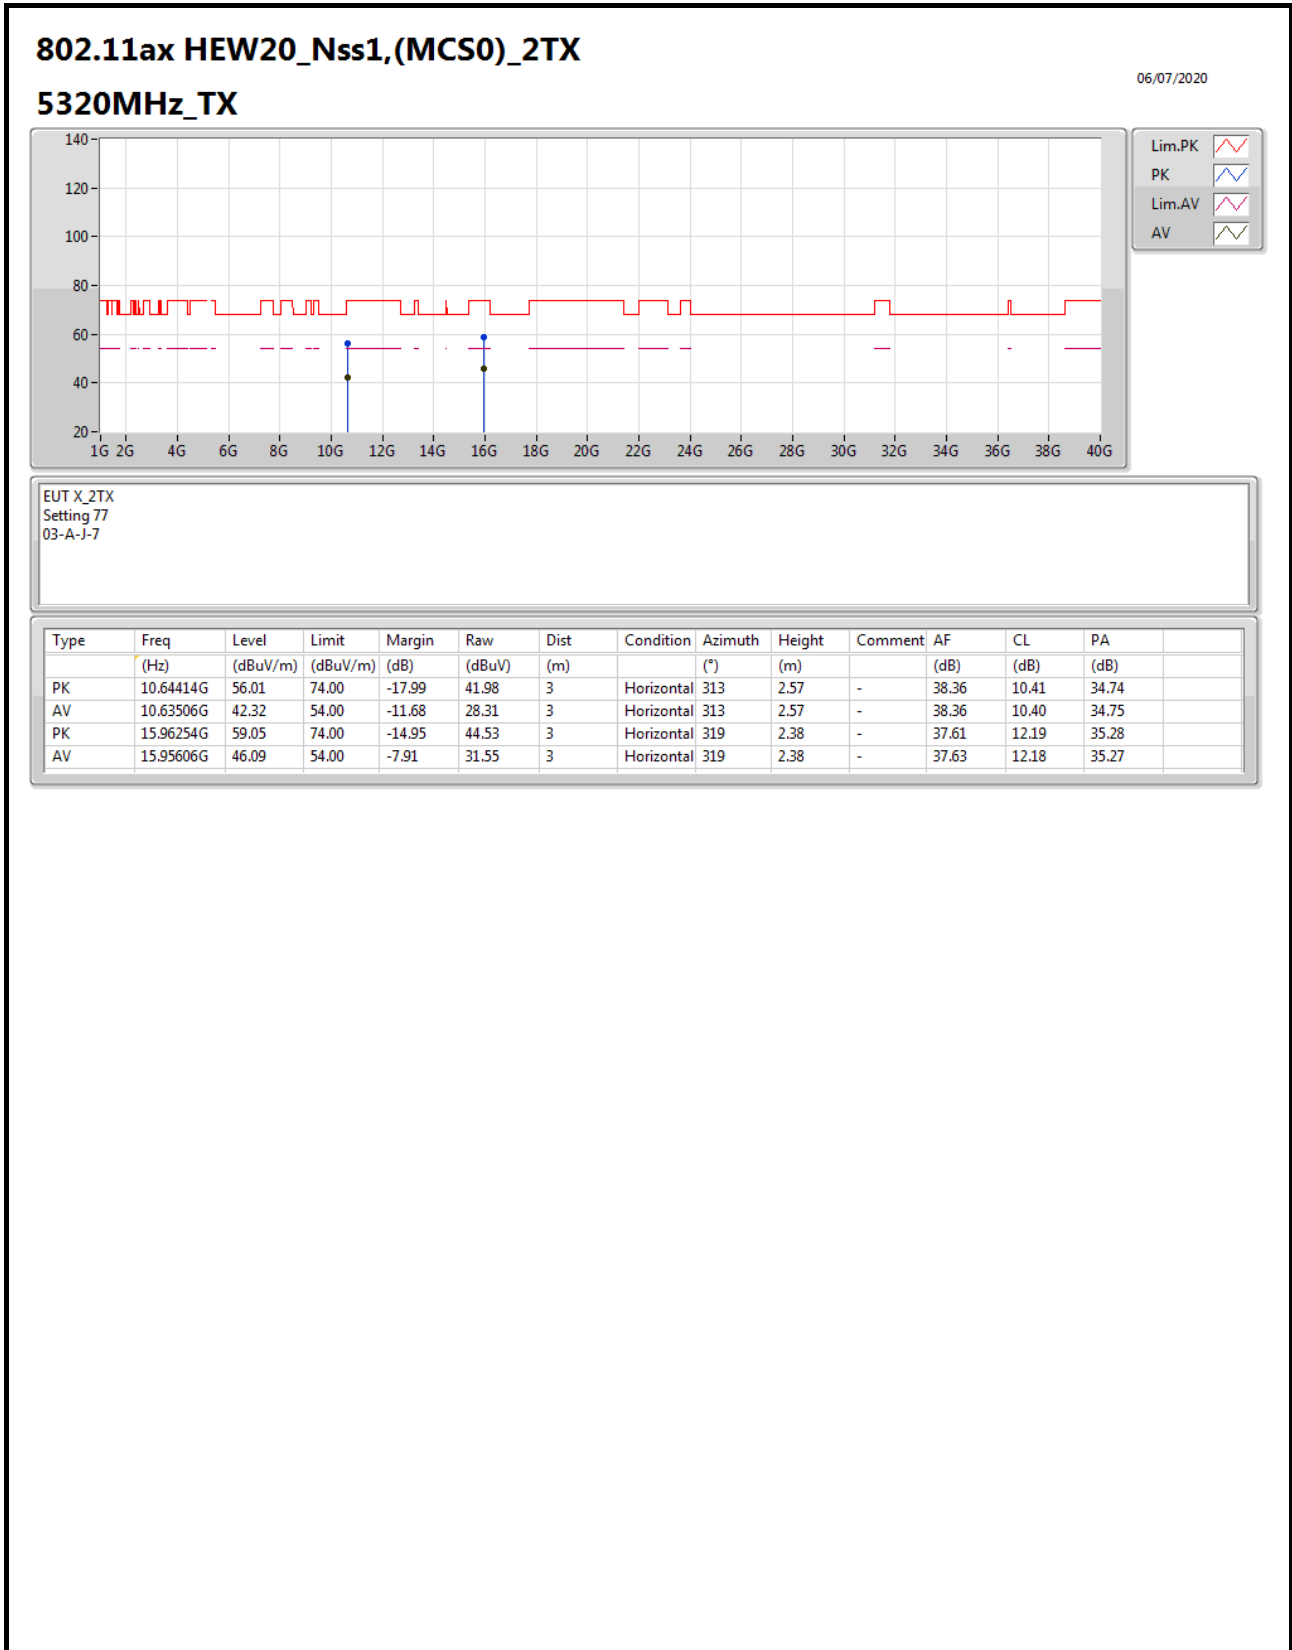 802.11ax HEW20_Nss1,(MCS0)_2TX
06/07/2020
5320MHz_TX
140
120
100
80
60
40
20
1G 2G 4G 6G 8G 10G 12G 14G 16G 18G 20G 22G 24G 26G 28G 30G 32G 34G 36G 38G 40G
Lim.PK
PK
Lim.AV
AV
EUT X_2TX
Setting 77
03-A-J-7
Type Freq Level Limit Margin Raw Dist Condition Azimuth Height Comment AF CL PA
(Hz) (dBuV/m) (dBuV/m) (dB) (dBuV) (m) (°) (m) (dB) (dB) (dB)
PK 10.64414G 56.01 74.00 -17.99 41.98 3 Horizontal 313 2.57 - 38.36 10.41 34.74
AV 10.63506G 42.32 54.00 -11.68 28.31 3 Horizontal 313 2.57 - 38.36 10.40 34.75
PK 15.96254G 59.05 74.00 -14.95 44.53 3 Horizontal 319 2.38 - 37.61 12.19 35.28
AV 15.95606G 46.09 54.00 -7.91 31.55 3 Horizontal 319 2.38 - 37.63 12.18 35.27